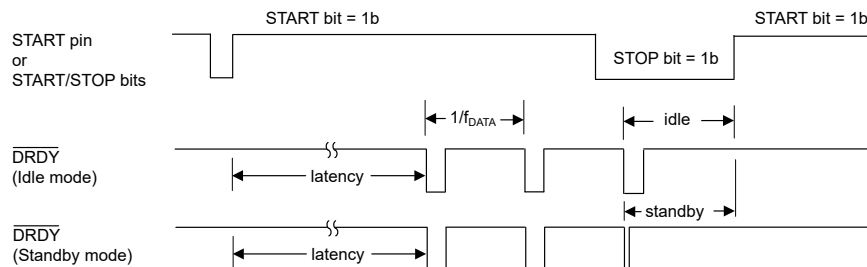 START bit = 1b
START bit = 1b
START pin
or
START/STOP bits
STOP bit = 1b
1/fDATA
idle
DRDY
(Idle mode)
latency
standby
DRDY
(Standby mode)
latency